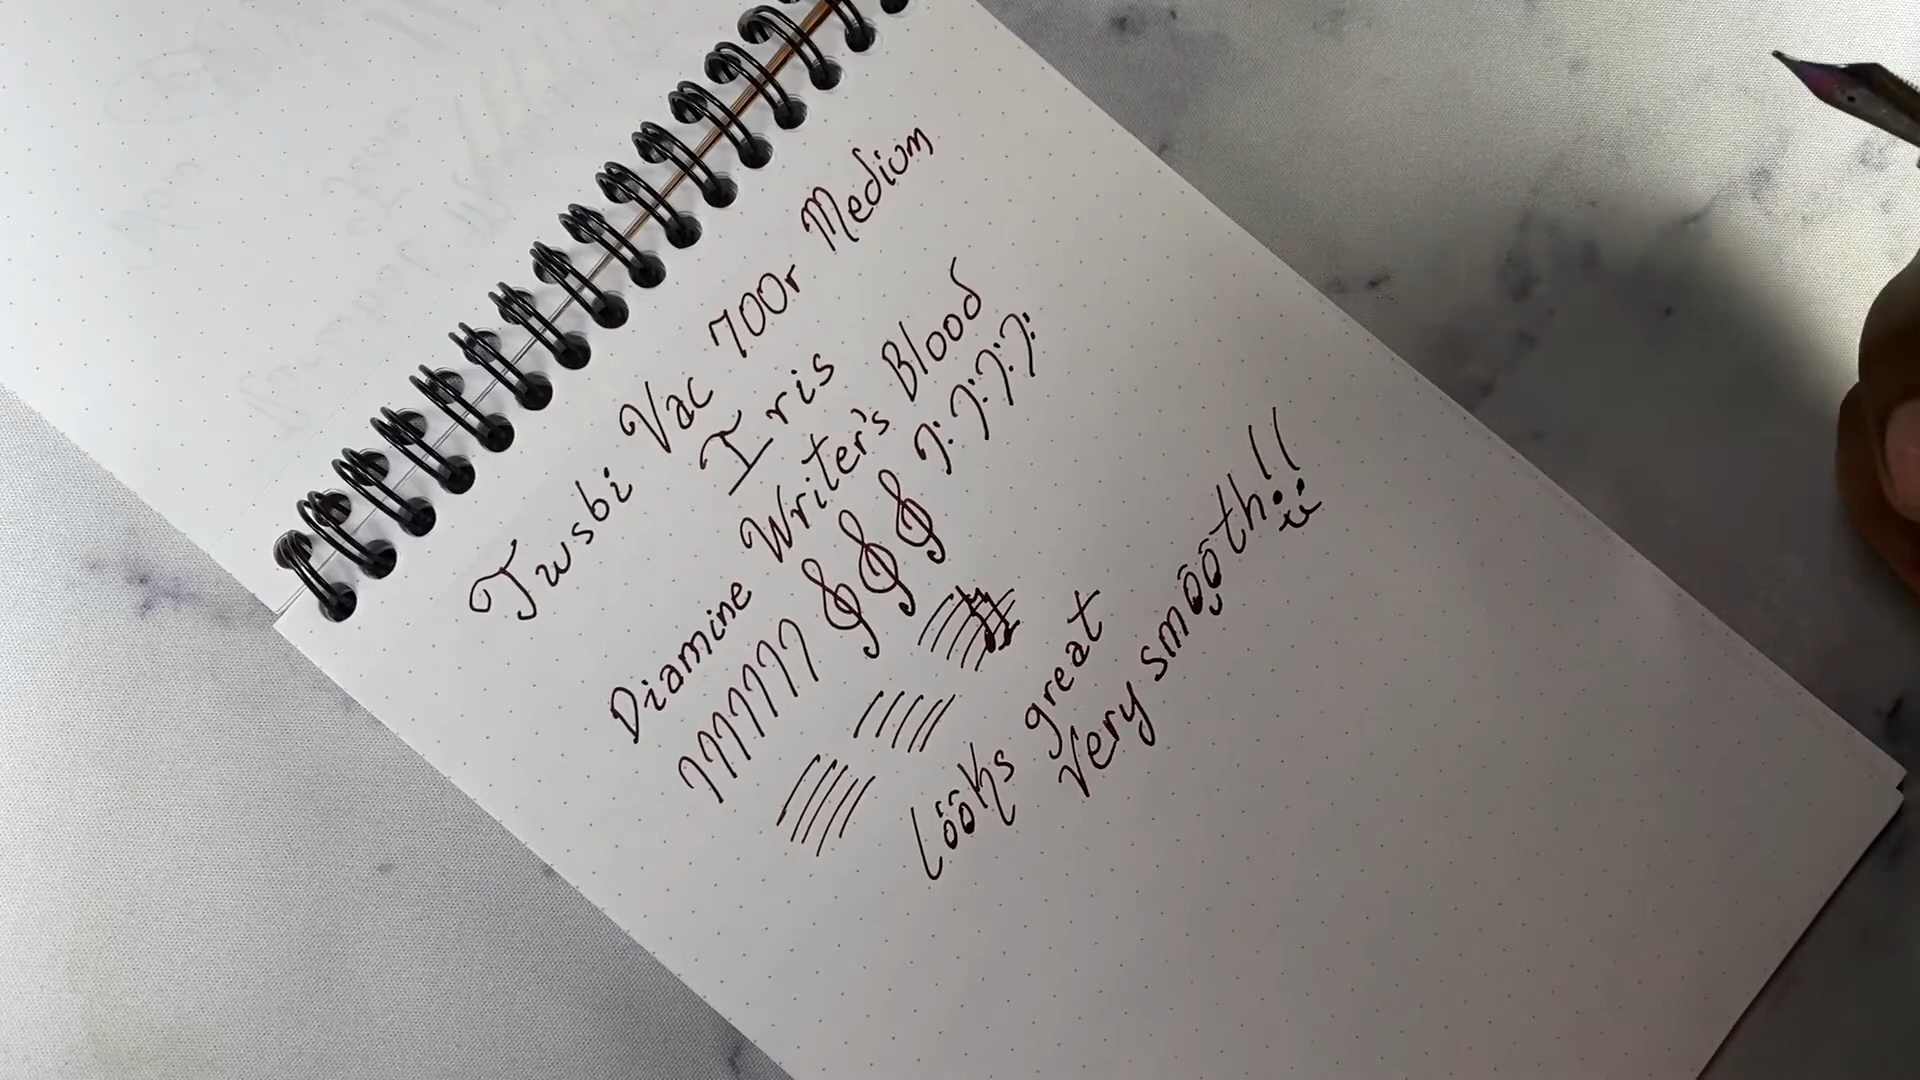 Twsbi Vac 700r Medium
Iris
Diamine Writer's Blood
Looks great
Very smooth!!